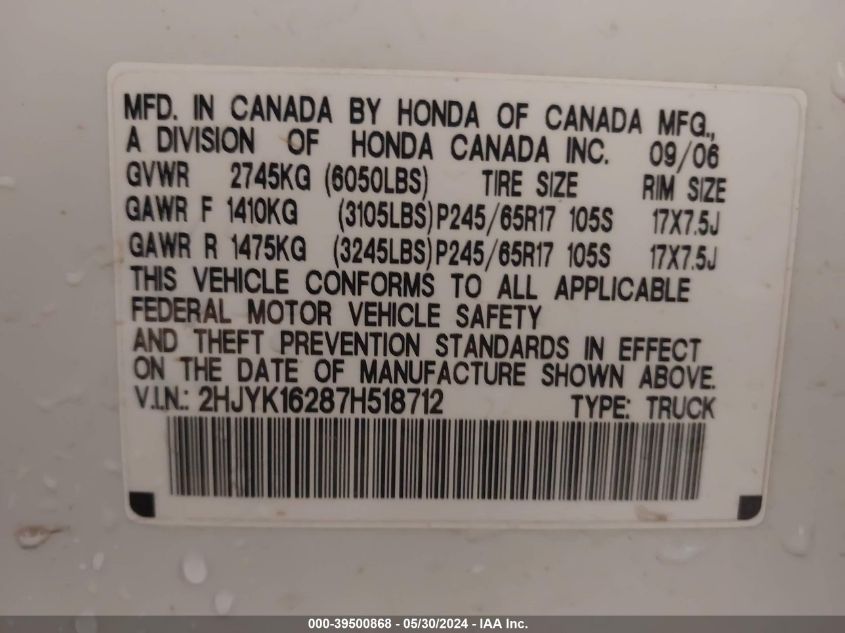 MFD. IN CANADA BY HONDA OF CANADA MFG.,
A DIVISION OF HONDA CANADA INC. 09/06
GVWR 2745KG (6050LBS) TIRE SIZE RIM SIZE
GAWR F 1410KG (3105LBS) P245/65R17 105S 17X7.5J
GAWR R 1475KG (3245LBS) P245/65R17 105S 17X7.5J
THIS VEHICLE CONFORMS TO ALL APPLICABLE
FEDERAL MOTOR VEHICLE SAFETY
AND THEFT PREVENTION STANDARDS IN EFFECT
ON THE DATE OF MANUFACTURE SHOWN ABOVE.
V.I.N.: 2HJYK16287H518712 TYPE: TRUCK
000-39500868 - 05/30/2024 - IAA Inc.